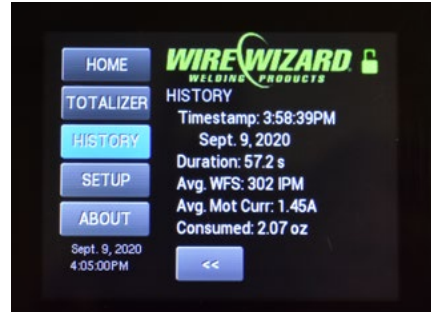 HOME
TOTALIZER
HISTORY
SETUP
ABOUT
Sept. 9, 2020
4:05:00PM
WIRE WIZARD
WELDING PRODUCTS
HISTORY
Timestamp: 3:58:39PM
Sept. 9, 2020
Duration: 57.2 s
Avg. WFS: 302 IPM
Avg. Mot Curr: 1.45A
Consumed: 2.07 oz
<<